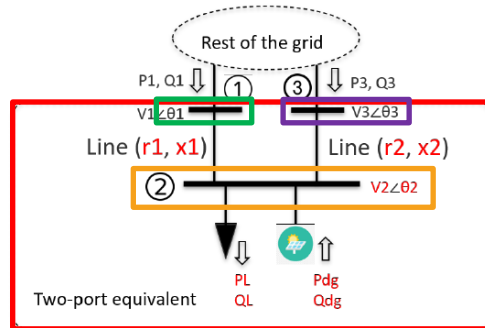 Rest of the grid
P1, Q1
P3, Q3
1
3
V1∠θ1
V3∠θ3
Line (r1, x1)
Line (r2, x2)
2
V2∠θ2
PL
Pdg
QL
Qdg
Two-port equivalent